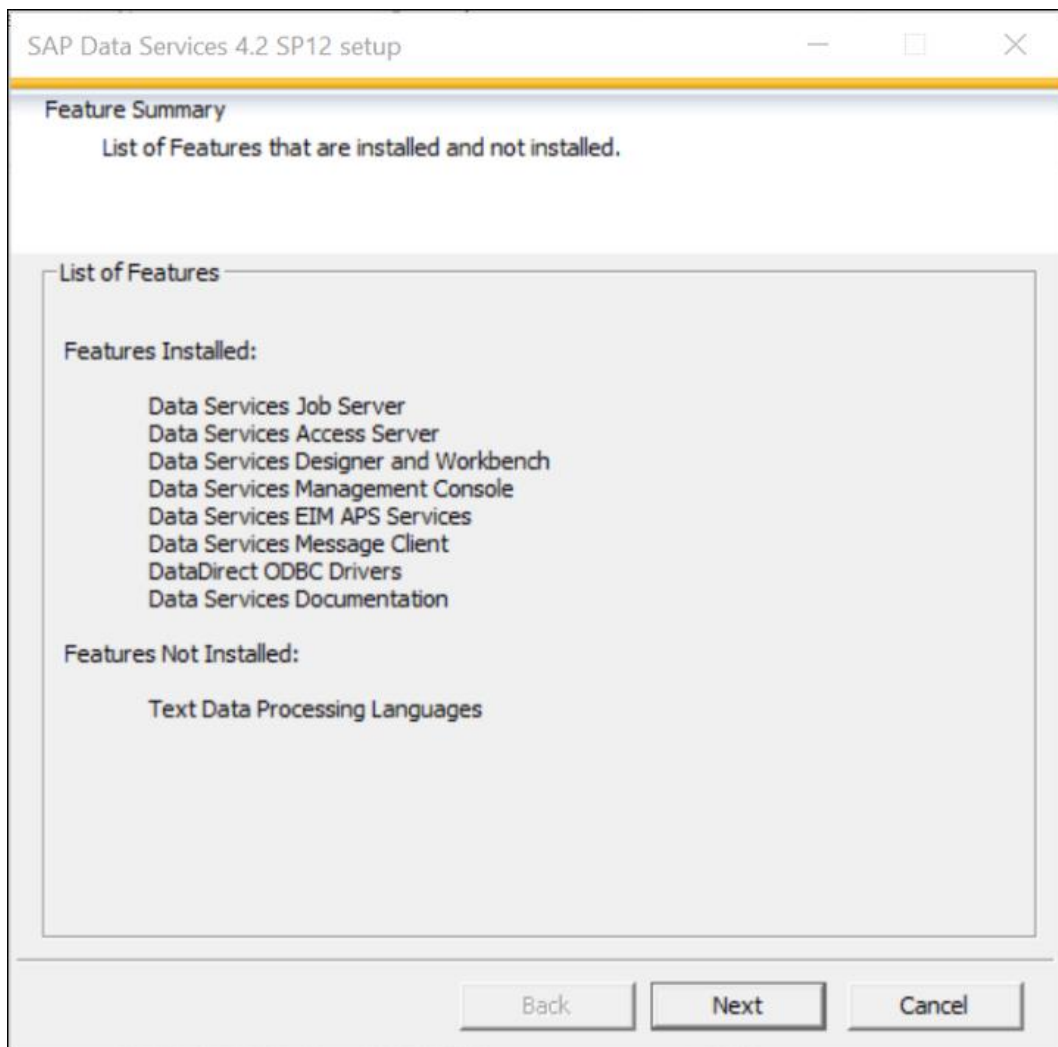 SAP Data Services 4.2 SP12 setup
Feature Summary
List of Features that are installed and not installed.
List of Features
Features Installed:
Data Services Job Server
Data Services Access Server
Data Services Designer and Workbench
Data Services Management Console
Data Services EIM APS Services
Data Services Message Client
DataDirect ODBC Drivers
Data Services Documentation
Features Not Installed:
Text Data Processing Languages
Back Next Cancel